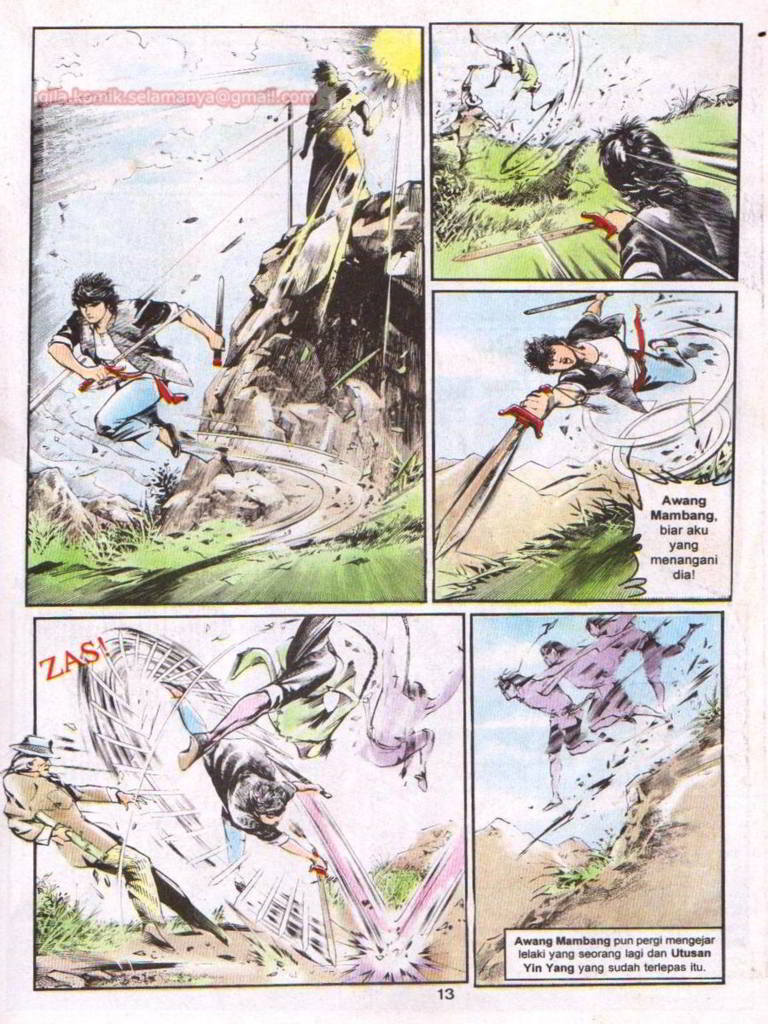 gila.komik.selamanya@gmail.com
Awang
Mambang,
biar aku
yang
menangani
dia!
ZAS!
Awang Mambang pun pergi mengejar
lelaki yang seorang lagi dan Utusan
Yin Yang yang sudah terlepas itu.
13